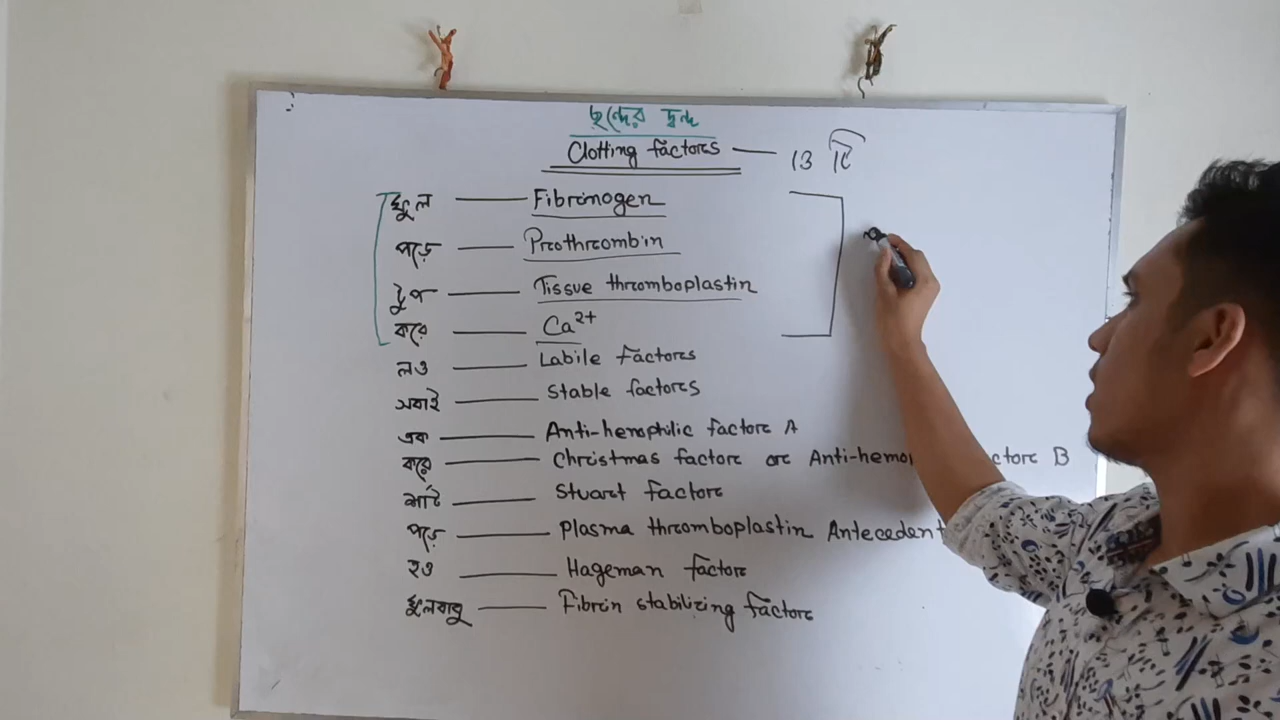 ছন্দের দ্বন্দ
Clotting factors — 13 টি
ফুল — Fibrinogen
পড়ে — Prothrombin
টুপ — Tissue thromboplastin
করে — Ca2+
লও — Labile factors
সবাই — Stable factors
এক — Anti-hemophilic factor A
করে — Christmas factor or Anti-hemo ctor B
শার্ট — Stuart factor
পড়ে — Plasma thromboplastin Antecedent
হও — Hageman factor
ফুলবাবু — Fibrin stabilizing factors